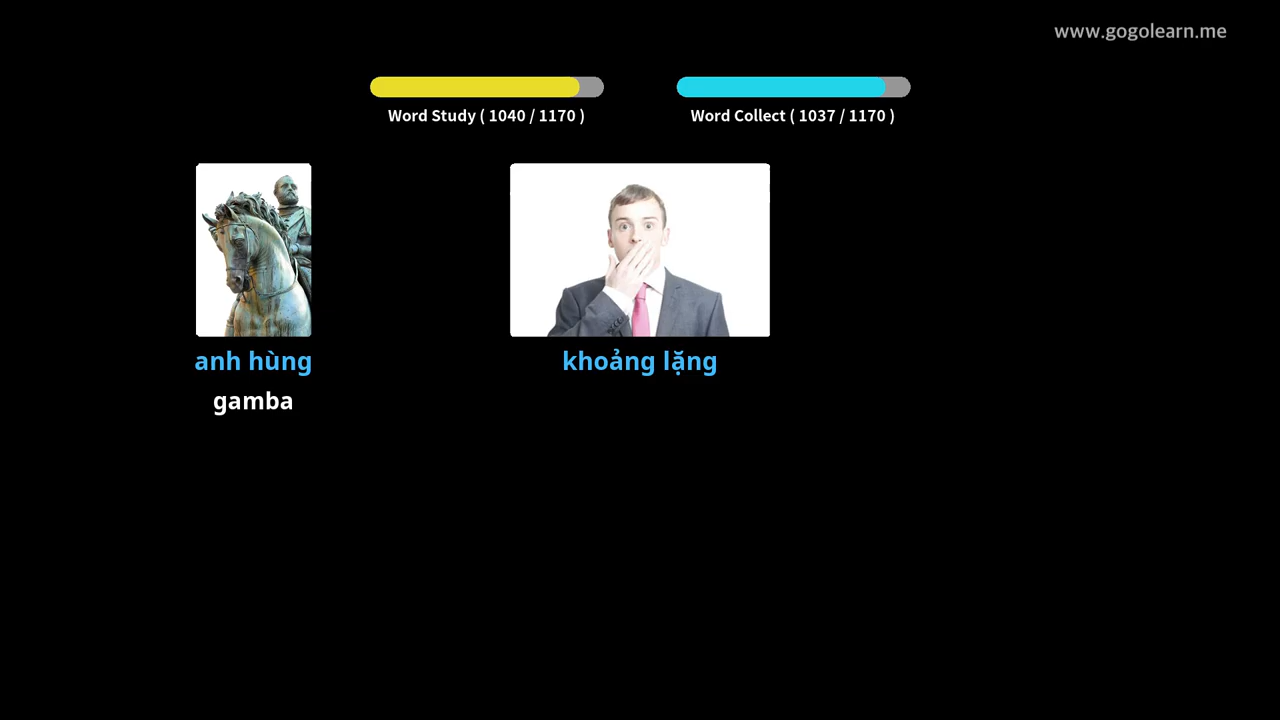 www.gogolearn.me
Word Study ( 1040 / 1170 )
Word Collect ( 1037 / 1170 )
anh hùng
gamba
khoảng lặng